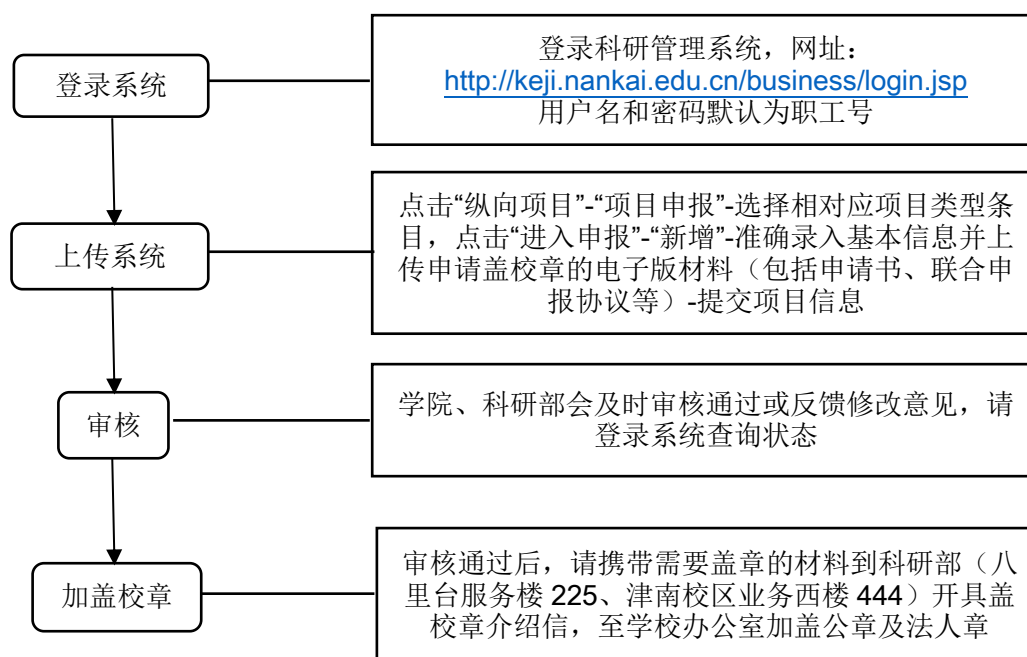 登录系统
登录科研管理系统，网址：
http://keji.nankai.edu.cn/business/login.jsp
用户名和密码默认为职工号
上传系统
点击“纵向项目”-“项目申报”-选择相对应项目类型条
目，点击“进入申报”-“新增”-准确录入基本信息并上
传申请盖校章的电子版材料（包括申请书、联合申
报协议等）-提交项目信息
审核
学院、科研部会及时审核通过或反馈修改意见，请
登录系统查询状态
加盖校章
审核通过后，请携带需要盖章的材料到科研部（八
里台服务楼 225、津南校区业务西楼 444）开具盖
校章介绍信，至学校办公室加盖公章及法人章